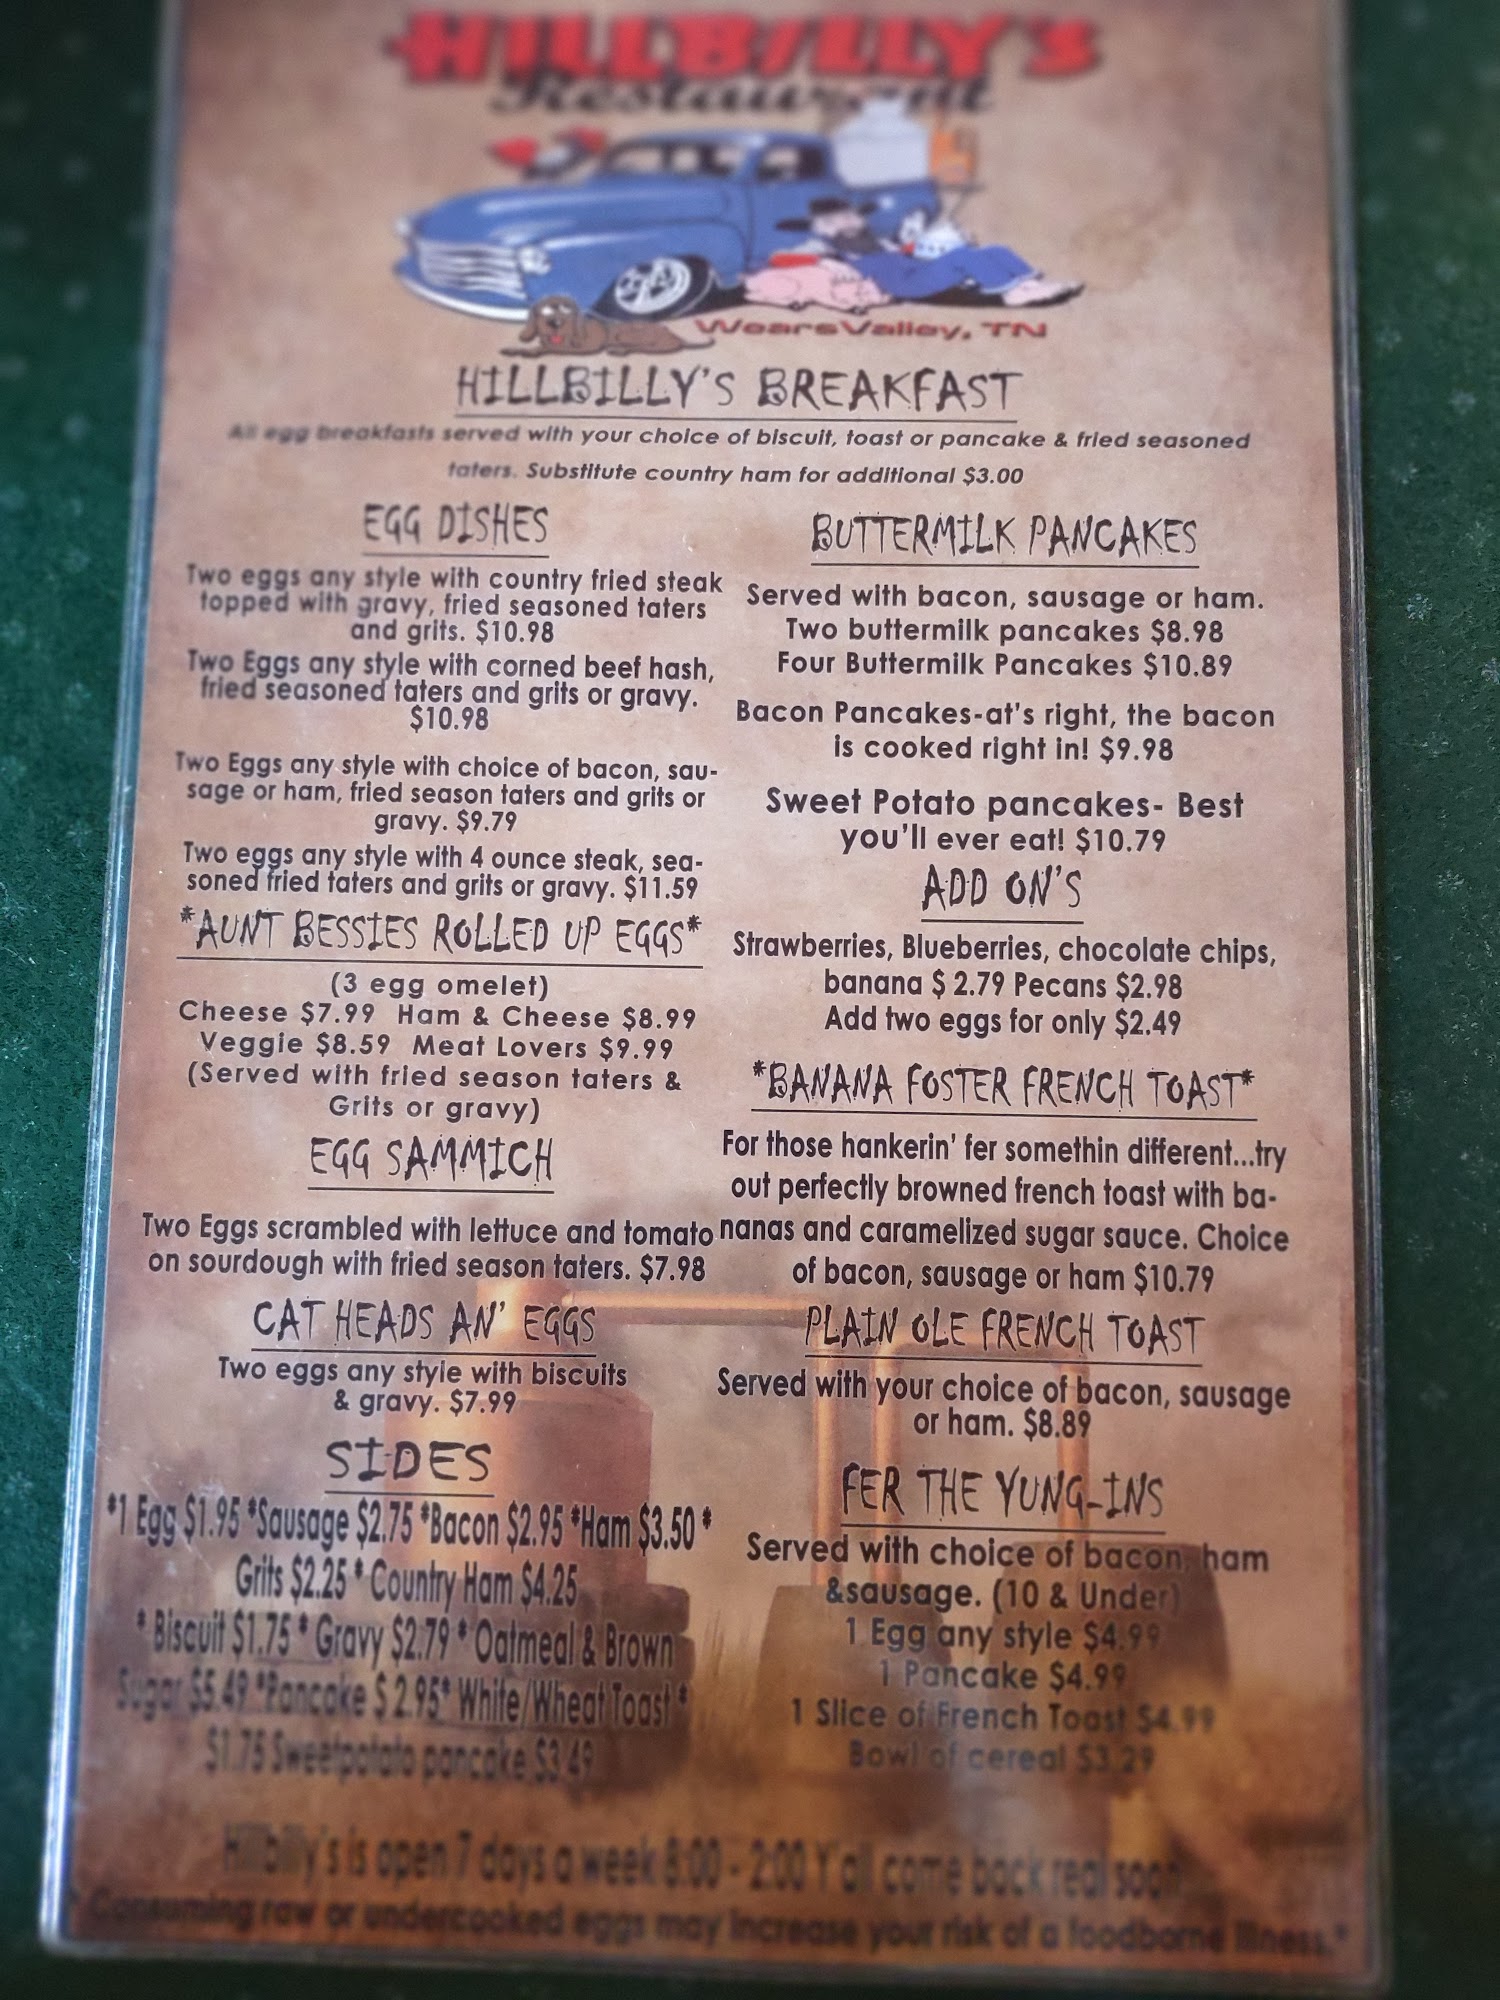 HILLBILLY'S
Restaurant
WearsValley, TN
HILLBILLY'S BREAKFAST
All egg breakfasts served with your choice of biscuit, toast or pancake & fried seasoned
taters. Substitute country ham for additional $3.00
EGG DISHES
Two eggs any style with country fried steak
topped with gravy, fried seasoned taters
and grits. $10.98
Two Eggs any style with corned beef hash,
fried seasoned taters and grits or gravy.
$10.98
Two Eggs any style with choice of bacon, sau-
sage or ham, fried season taters and grits or
gravy. $9.79
Two eggs any style with 4 ounce steak, sea-
soned fried taters and grits or gravy. $11.59
*AUNT BESSIES ROLLED UP EGGS*
(3 egg omelet)
Cheese $7.99 Ham & Cheese $8.99
Veggie $8.59 Meat Lovers $9.99
(Served with fried season taters &
Grits or gravy)
EGG SAMMICH
Two Eggs scrambled with lettuce and tomato
on sourdough with fried season taters. $7.98
CAT HEADS AN' EGGS
Two eggs any style with biscuits
& gravy. $7.99
SIDES
*1 Egg $1.95 *Sausage $2.75 *Bacon $2.95 *Ham $3.50 *
Grits $2.25 * Country Ham $4.25
* Biscuit $1.75 * Gravy $2.79 * Oatmeal & Brown
Sugar $5.49 *Pancake $ 2.95* White/Wheat Toast *
$1.75 Sweetpotato pancake $3.49
BUTTERMILK PANCAKES
Served with bacon, sausage or ham.
Two buttermilk pancakes $8.98
Four Buttermilk Pancakes $10.89
Bacon Pancakes-at's right, the bacon
is cooked right in! $9.98
Sweet Potato pancakes- Best
you'll ever eat! $10.79
ADD ON'S
Strawberries, Blueberries, chocolate chips,
banana $ 2.79 Pecans $2.98
Add two eggs for only $2.49
*BANANA FOSTER FRENCH TOAST*
For those hankerin' fer somethin different...try
out perfectly browned french toast with ba-
nanas and caramelized sugar sauce. Choice
of bacon, sausage or ham $10.79
PLAIN OLE FRENCH TOAST
Served with your choice of bacon, sausage
or ham. $8.89
FER THE YUNG-INS
Served with choice of bacon, ham
&sausage. (10 & Under)
1 Egg any style $4.99
1 Pancake $4.99
1 Slice of French Toast $4.99
Bowl of cereal $3.29
Hillbilly's is open 7 days a week 8:00 - 2:00 Y'all come back real soon
* Consuming raw or undercooked eggs may increase your risk of a foodborne illness.*